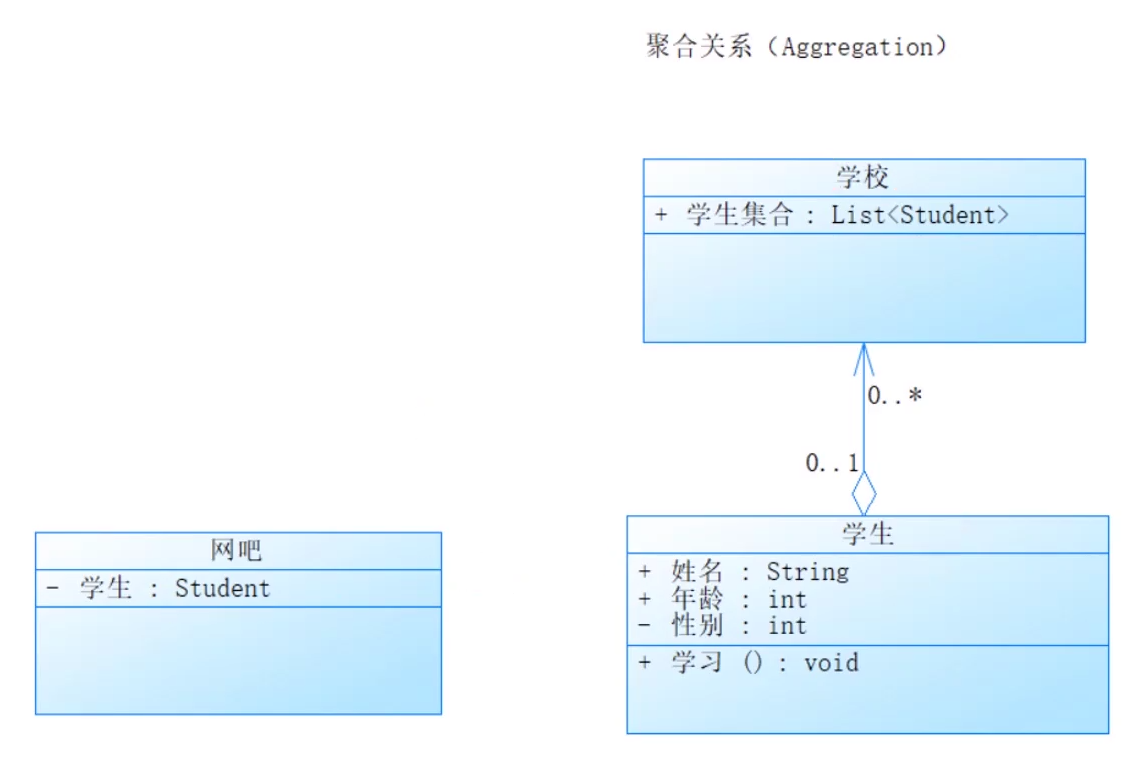 聚合关系（Aggregation）
学校
+ 学生集合 : List<Student>
0..*
0..1
网吧
- 学生 : Student
学生
+ 姓名 : String
+ 年龄 : int
- 性别 : int
+ 学习 () : void